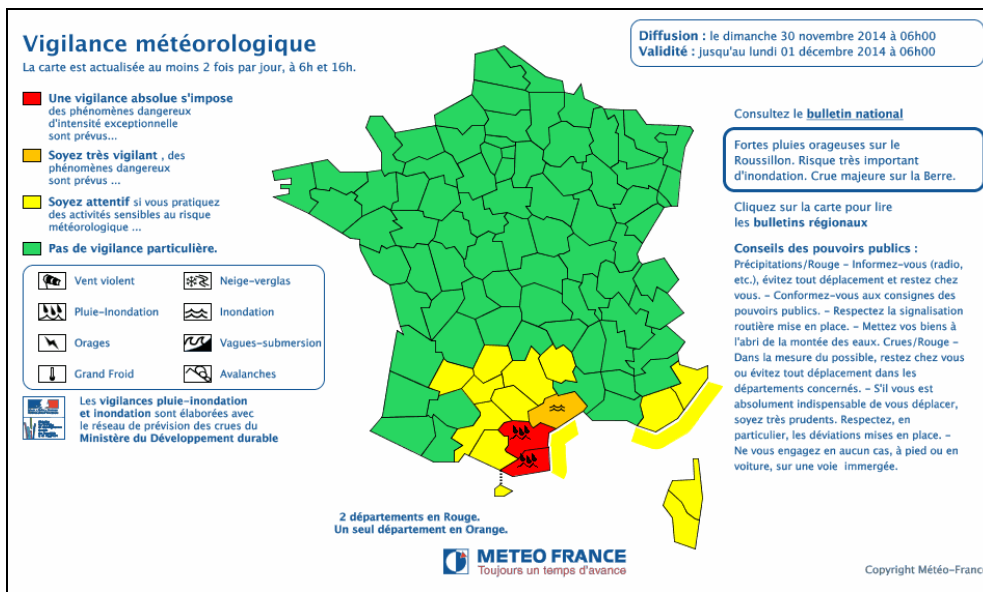 Vigilance météorologique
La carte est actualisée au moins 2 fois par jour, à 6h et 16h.
Une vigilance absolue s'impose
des phénomènes dangereux
d'intensité exceptionnelle
sont prévus...
Soyez très vigilant , des
phénomènes dangereux
sont prévus ...
Soyez attentif si vous pratiquez
des activités sensibles au risque
météorologique ...
Pas de vigilance particulière.
Vent violent
Neige-verglas
Pluie-Inondation
Inondation
Orages
Vagues-submersion
Grand Froid
Avalanches
Les vigilances pluie-inondation
et inondation sont élaborées avec
le réseau de prévision des crues du
Ministère du Développement durable
2 départements en Rouge.
Un seul département en Orange.
METEO FRANCE
Toujours un temps d'avance
Diffusion : le dimanche 30 novembre 2014 à 06h00
Validité : jusqu'au lundi 01 décembre 2014 à 06h00
Consultez le bulletin national
Fortes pluies orageuses sur le
Roussillon. Risque très important
d'inondation. Crue majeure sur la Berre.
Cliquez sur la carte pour lire
les bulletins régionaux
Conseils des pouvoirs publics :
Précipitations/Rouge – Informez-vous (radio,
etc.), évitez tout déplacement et restez chez
vous. – Conformez-vous aux consignes des
pouvoirs publics. – Respectez la signalisation
routière mise en place. – Mettez vos biens à
l'abri de la montée des eaux. Crues/Rouge –
Dans la mesure du possible, restez chez vous
ou évitez tout déplacement dans les
départements concernés. – S'il vous est
absolument indispensable de vous déplacer,
soyez très prudents. Respectez, en
particulier, les déviations mises en place. –
Ne vous engagez en aucun cas, à pied ou en
voiture, sur une voie immergée.
Copyright Météo-France